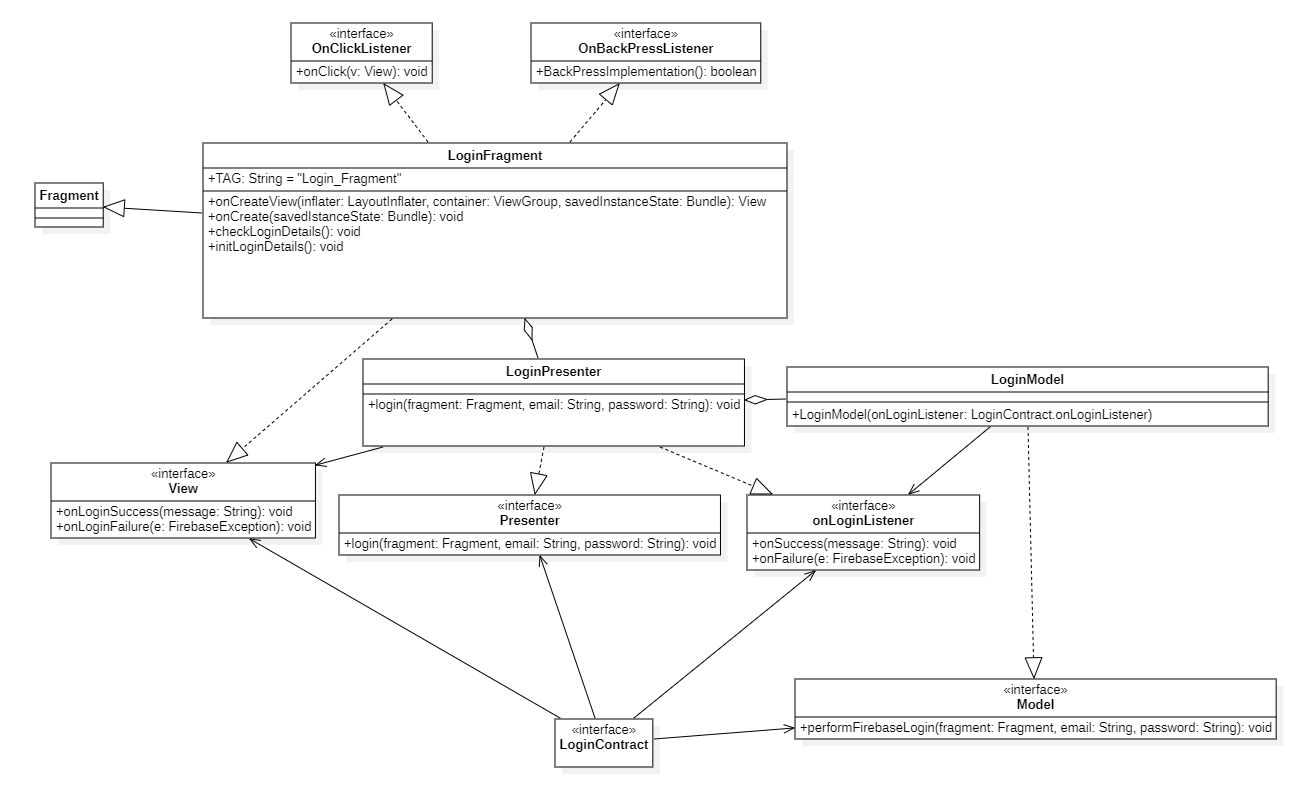 «interface»
OnClickListener
+onClick(v: View): void
«interface»
OnBackPressListener
+BackPressImplementation(): boolean
LoginFragment
+TAG: String = "Login_Fragment"
+onCreateView(inflater: LayoutInflater, container: ViewGroup, savedInstanceState: Bundle): View
+onCreate(savedIstanceState: Bundle): void
+checkLoginDetails(): void
+initLoginDetails(): void
Fragment
LoginPresenter
+login(fragment: Fragment, email: String, password: String): void
LoginModel
+LoginModel(onLoginListener: LoginContract.onLoginListener)
«interface»
View
+onLoginSuccess(message: String): void
+onLoginFailure(e: FirebaseException): void
«interface»
Presenter
+login(fragment: Fragment, email: String, password: String): void
«interface»
onLoginListener
+onSuccess(message: String): void
+onFailure(e: FirebaseException): void
«interface»
LoginContract
«interface»
Model
+performFirebaseLogin(fragment: Fragment, email: String, password: String): void